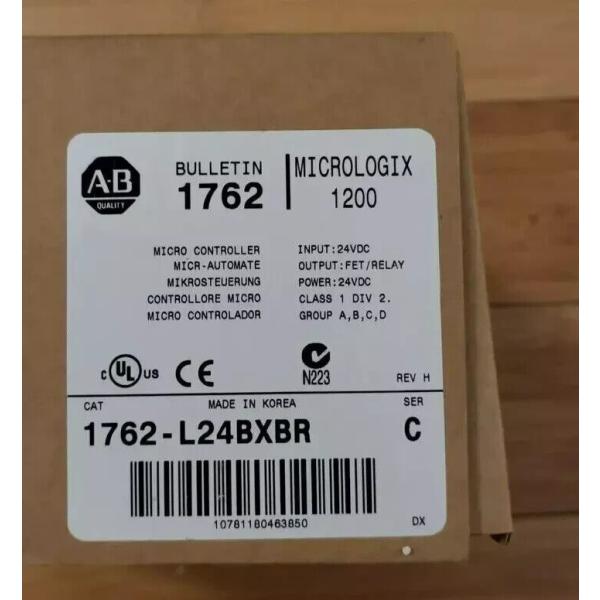 A-B
QUALITY
BULLETIN
1762
MICROLOGIX
1200
MICRO CONTROLLER
MICR-AUTOMATE
MIKROSTEUERUNG
CONTROLLORE MICRO
MICRO CONTROLADOR
INPUT:24VDC
OUTPUT:FET/RELAY
POWER:24VDC
CLASS 1 DIV 2.
GROUP A,B,C,D
C UL US CE
N223
REV H
CAT MADE IN KOREA SER
1762-L24BXBR C
10781180463850
DX